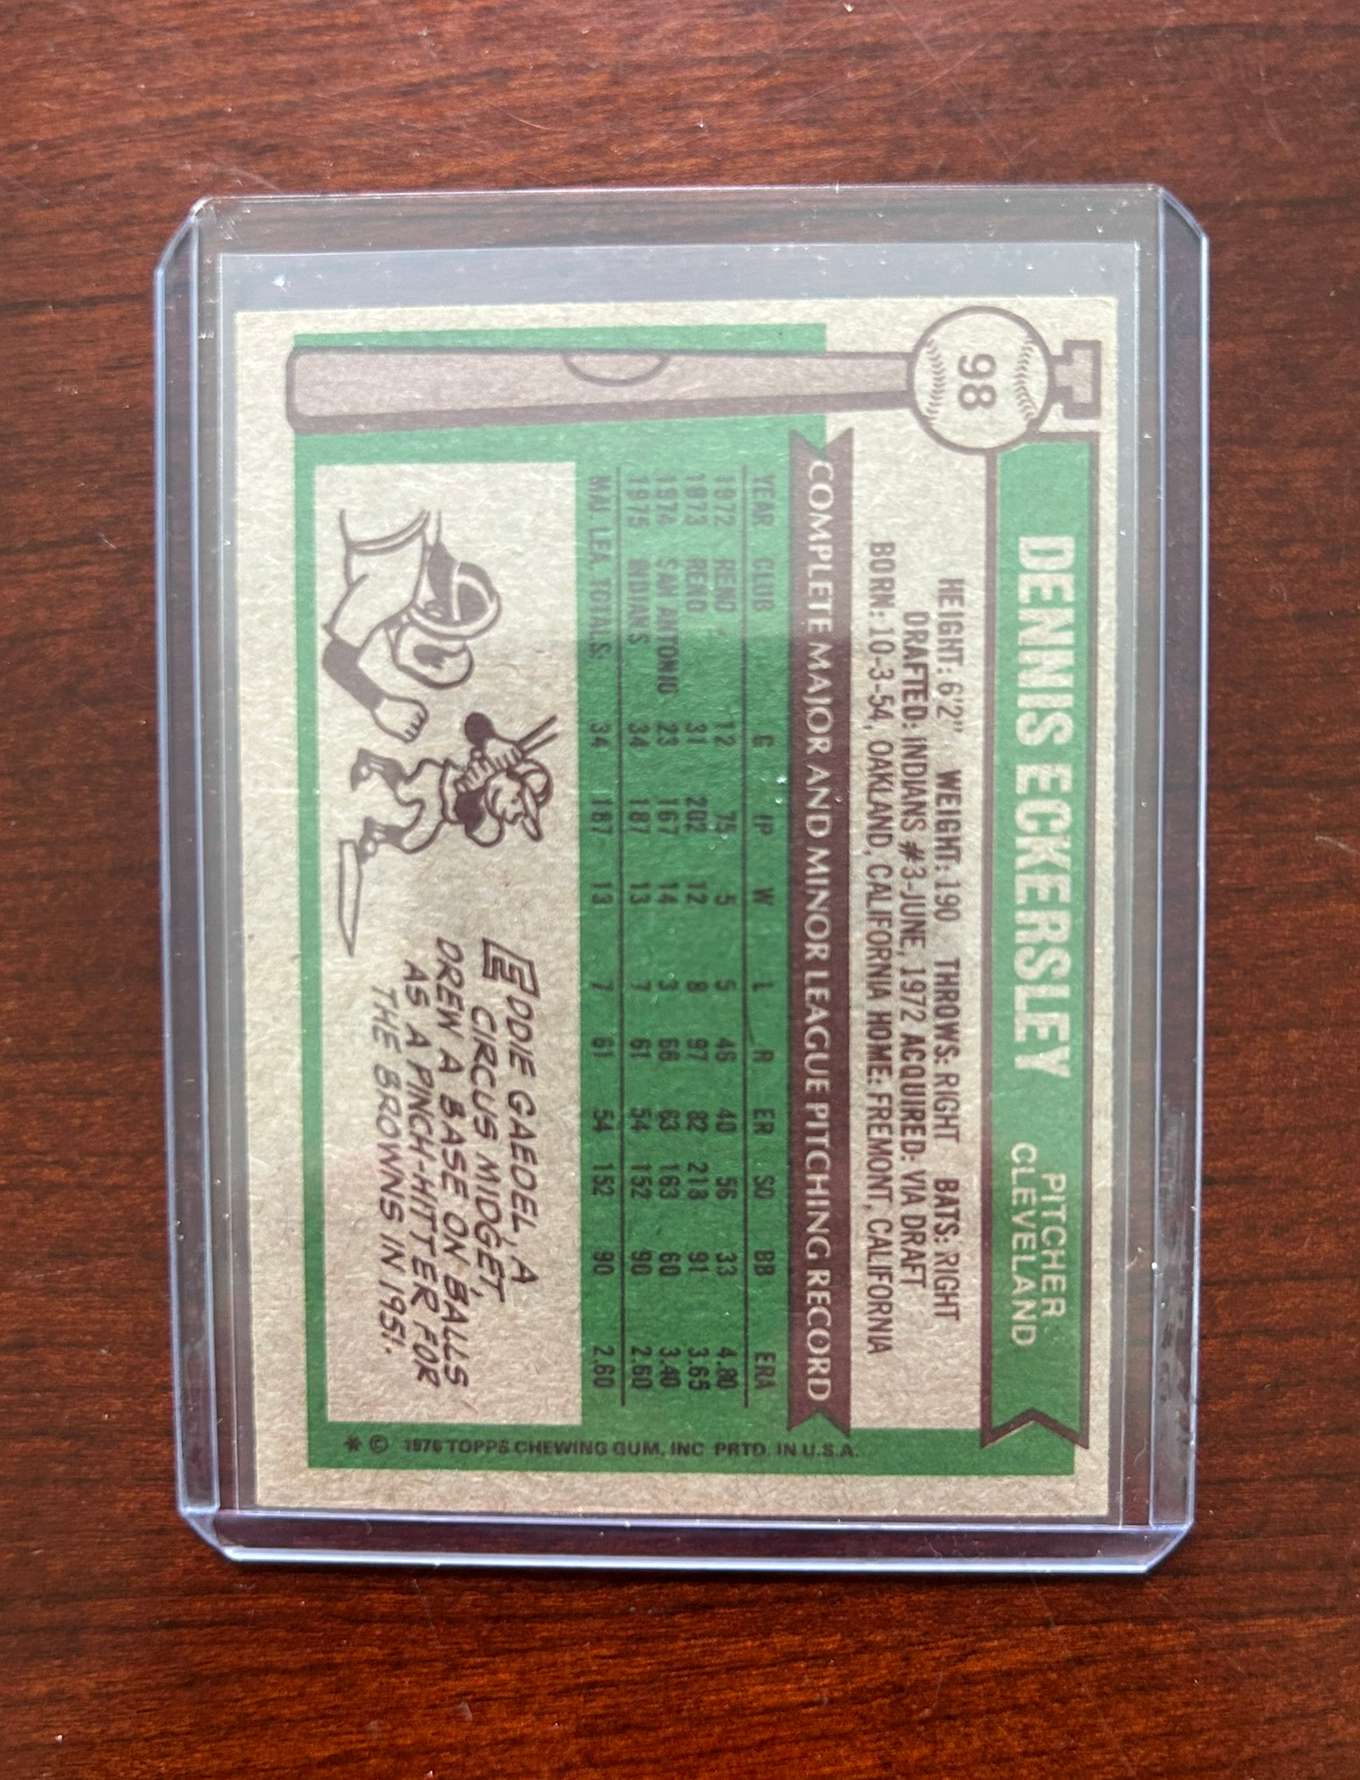 98
DENNIS ECKERSLEY
PITCHER
CLEVELAND
HEIGHT: 6'2" WEIGHT: 190 THROWS: RIGHT BATS: RIGHT
DRAFTED: INDIANS #3-JUNE, 1972 ACQUIRED: VIA DRAFT
BORN: 10-3-54, OAKLAND, CALIFORNIA HOME: FREMONT, CALIFORNIA
COMPLETE MAJOR AND MINOR LEAGUE PITCHING RECORD
YEAR CLUB G IP W L R ER SO BB ERA
1972 RENO 12 75 5 5 46 40 56 33 4.80
1973 RENO 31 202 12 8 97 82 218 91 3.65
1974 SAN ANTONIO 23 167 14 3 66 63 163 60 3.40
1975 INDIANS 34 187 13 7 61 54 152 90 2.60
MAJ. LEA. TOTALS 34 187 13 7 61 54 152 90 2.60
EDDIE GAEDEL, A
CIRCUS MIDGET,
DREW A BASE ON BALLS
AS A PINCH-HITTER FOR
THE BROWNS IN 1951.
* © 1976 TOPPS CHEWING GUM, INC. PRTD. IN U.S.A.